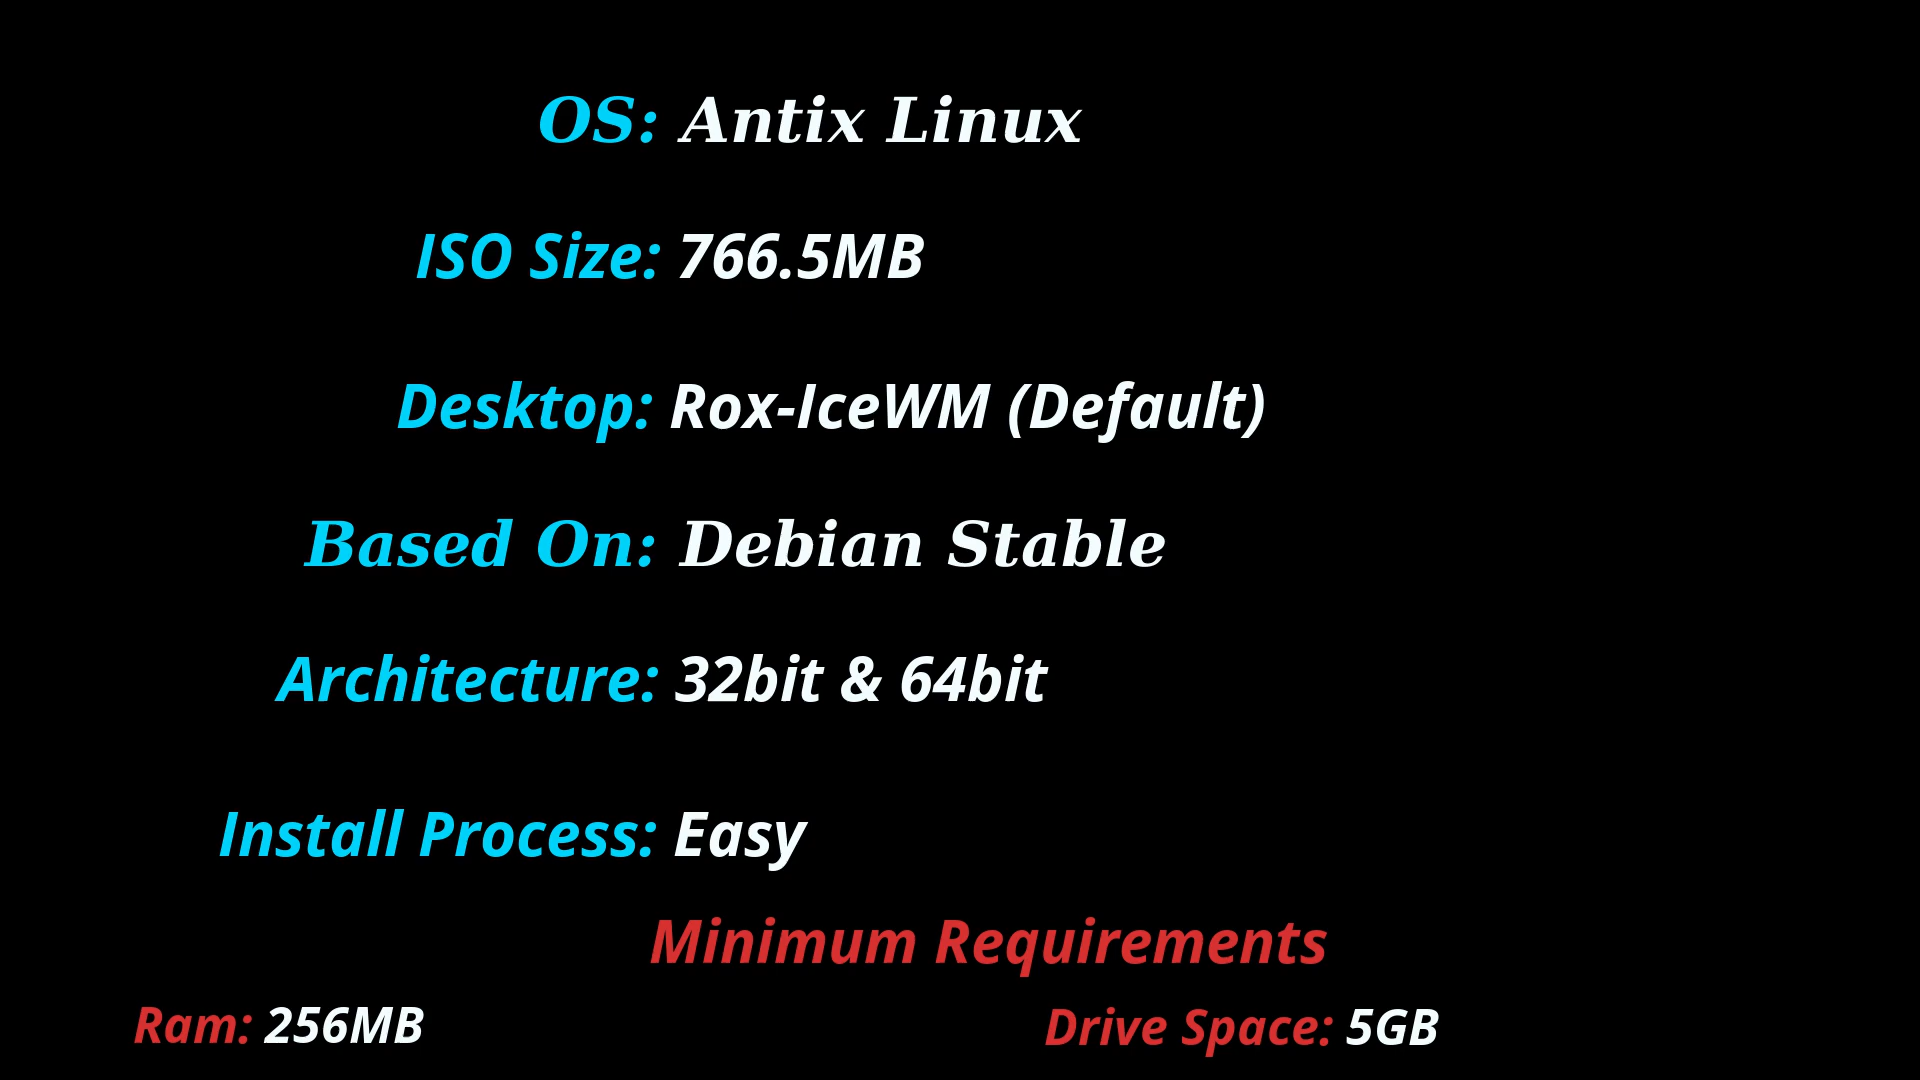 OS: Antix Linux
ISO Size: 766.5MB
Desktop: Rox-IceWM (Default)
Based On: Debian Stable
Architecture: 32bit & 64bit
Install Process: Easy
Minimum Requirements
Ram: 256MB Drive Space: 5GB